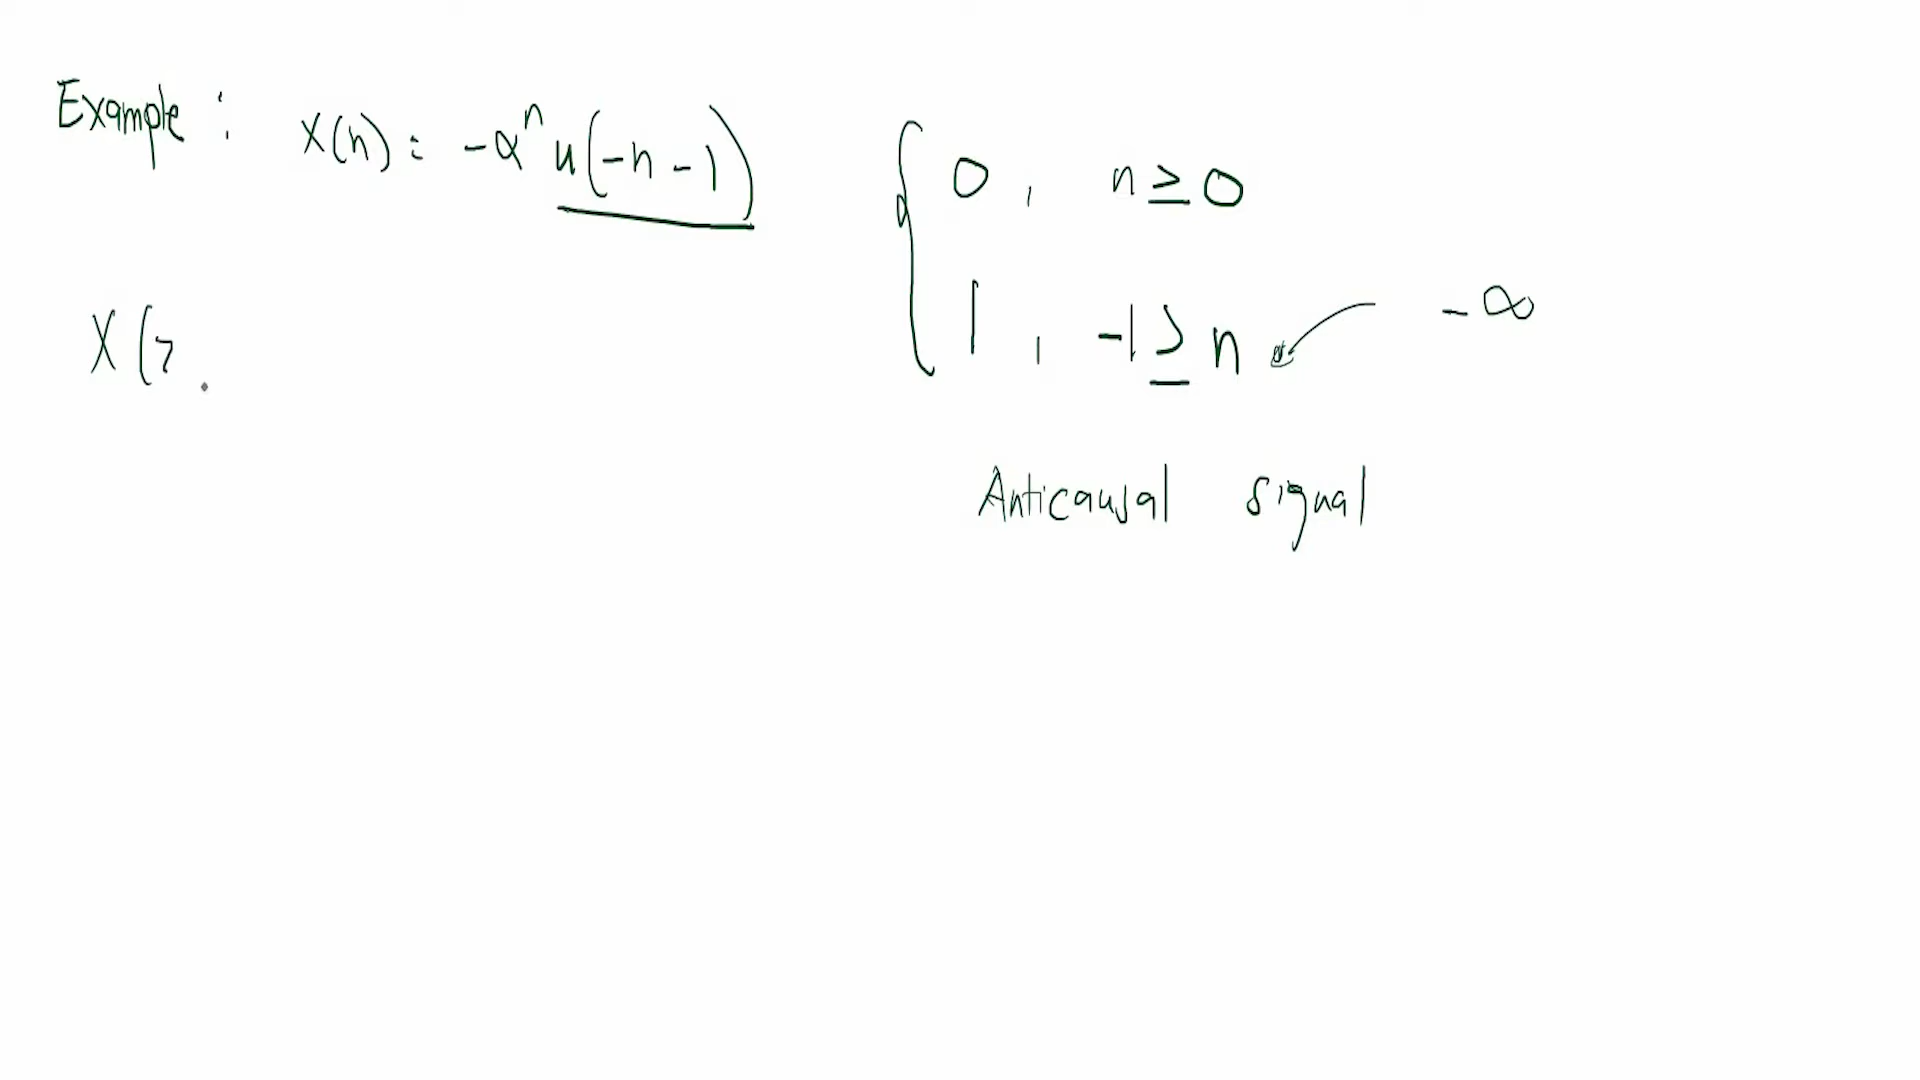 Example : x(n) = -α^n u(-n-1)
0 , n ≥ 0
X(z
1 , -1 ≥ n -∞
Anticausal signal